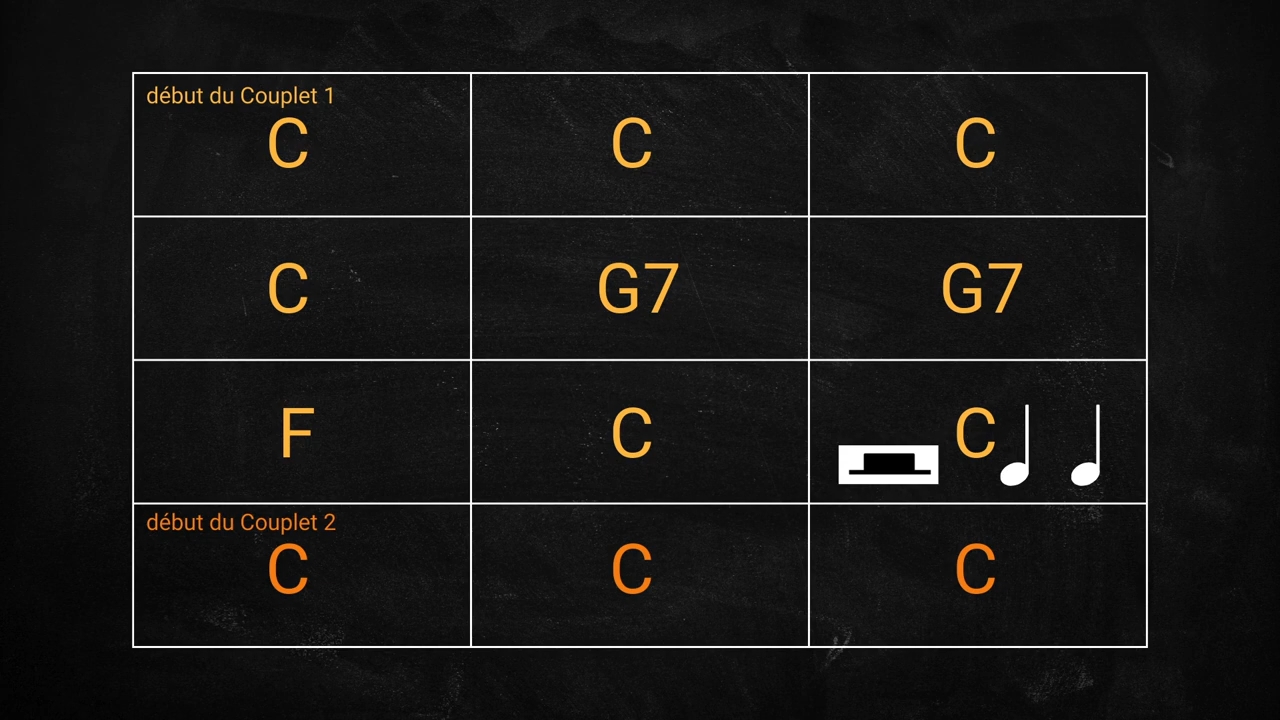 début du Couplet 1
C C C
C G7 G7
F C C
début du Couplet 2
C C C